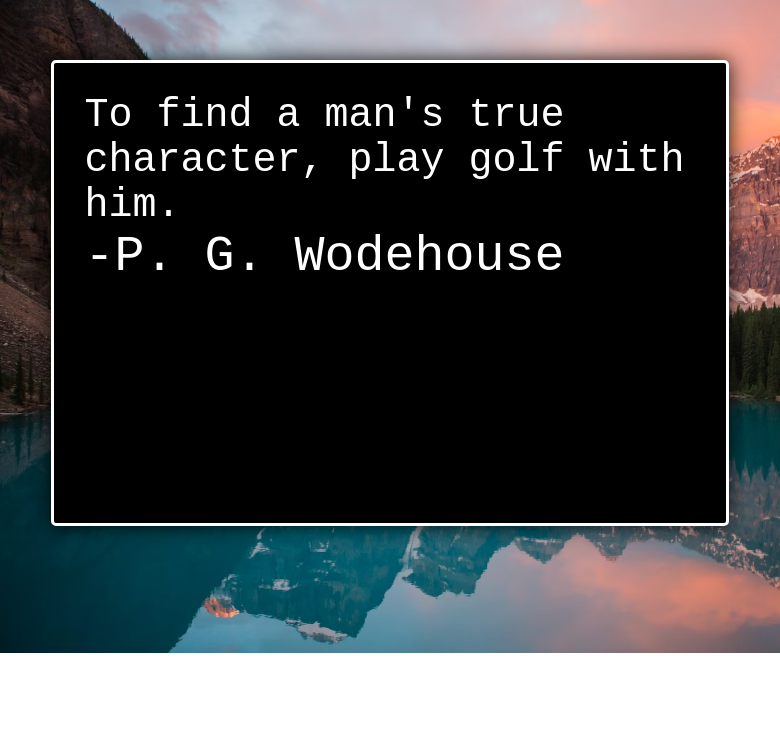 To find a man's true
character, play golf with
him.
-P. G. Wodehouse